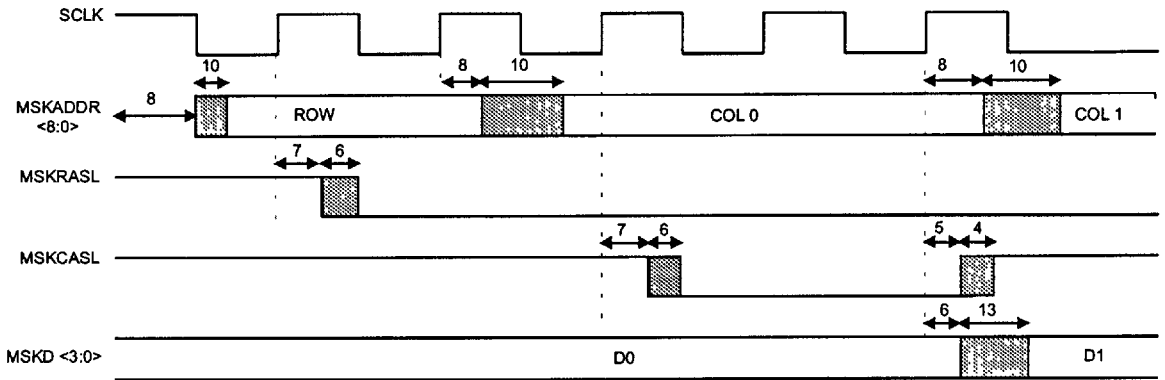 SCLK
10 8 10 8 10
MSKADDR <8:0> 8 ROW COL 0 COL 1
7 6
MSKRASL
7 6 5 4
MSKCASL
6 13
MSKD <3:0> D0 D1